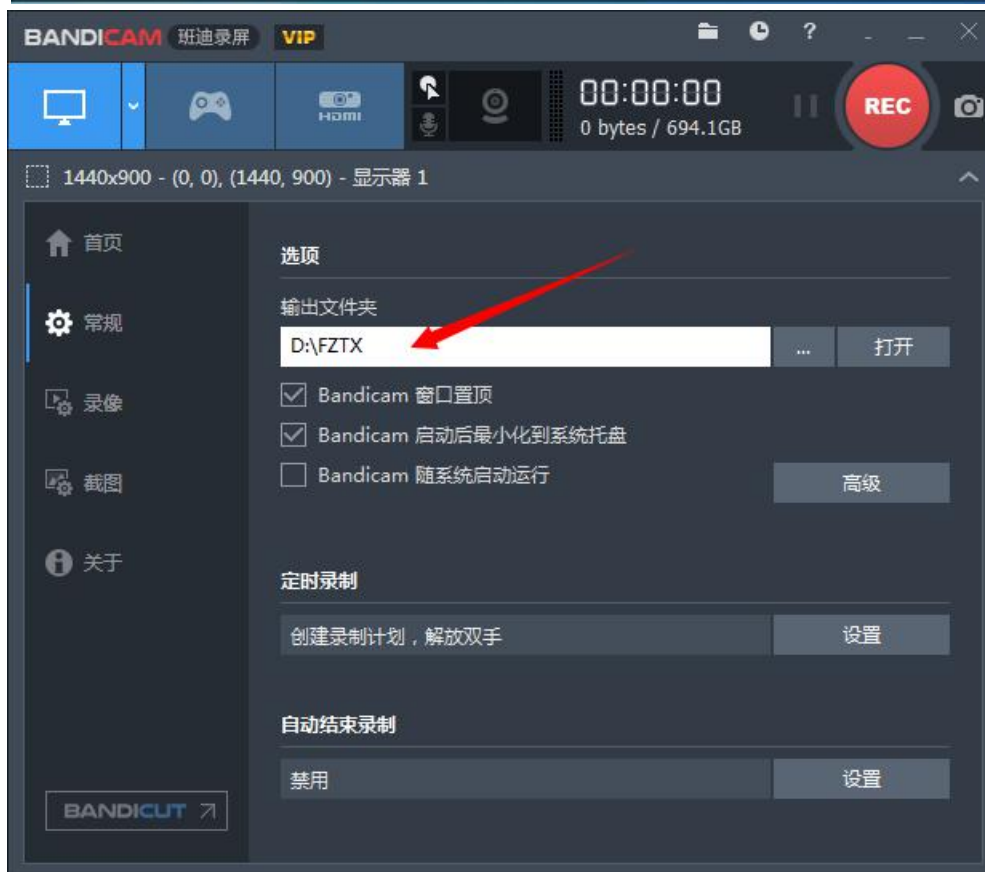 BANDICAM 班迪录屏 VIP ?
HDMI 00:00:00 REC
0 bytes / 694.1GB
1440x900 - (0, 0), (1440, 900) - 显示器 1
首页
选项
输出文件夹
常规
D:\FZTX ... 打开
Bandicam 窗口置顶
录像
Bandicam 启动后最小化到系统托盘
Bandicam 随系统启动运行
截图 高级
关于
定时录制
创建录制计划，解放双手 设置
自动结束录制
禁用 设置
BANDICUT